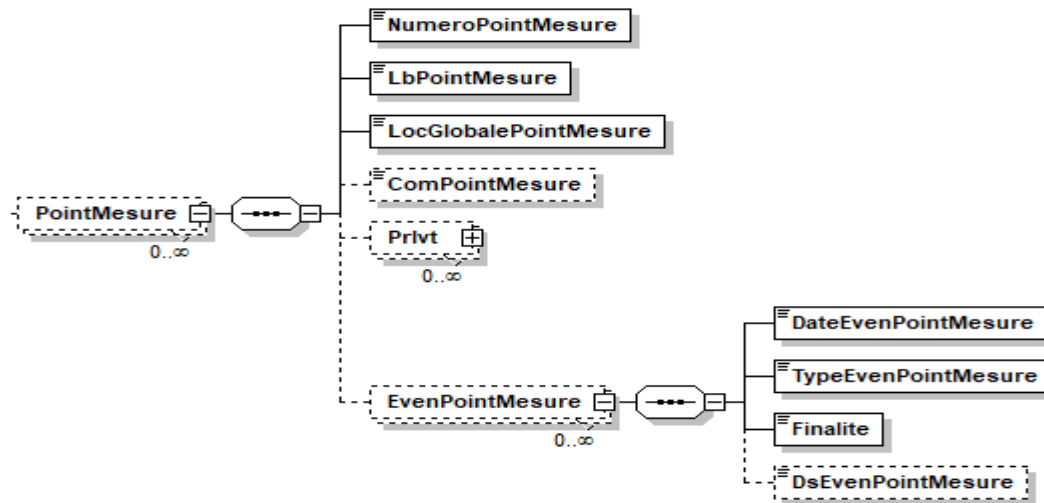 NumeroPointMesure
LbPointMesure
LocGlobalePointMesure
ComPointMesure
PointMesure
0..∞
Prlvt
0..∞
DateEvenPointMesure
TypeEvenPointMesure
EvenPointMesure
0..∞
Finalite
DsEvenPointMesure